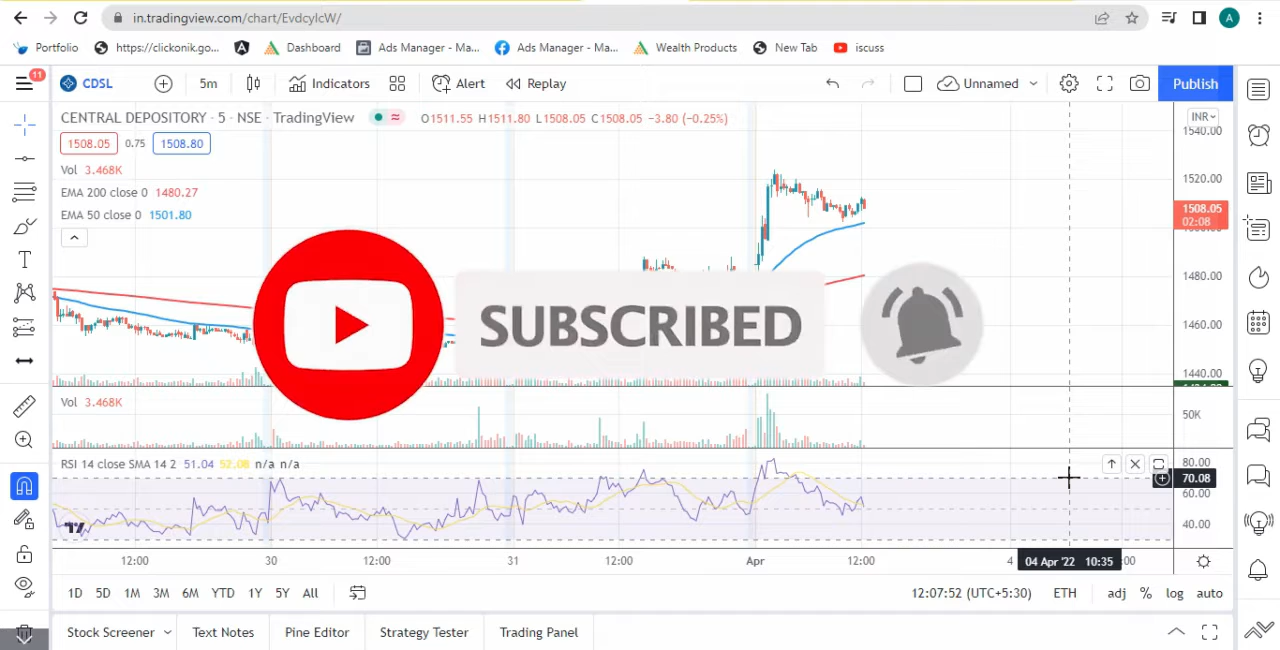 in.tradingview.com/chart/EvdcylcW/
A
Portfolio https://clickonik.go... Dashboard Ads Manager - Ma... Ads Manager - Ma... Wealth Products New Tab iscuss
11 CDSL 5m Indicators Alert Replay Unnamed Publish
CENTRAL DEPOSITORY · 5 · NSE · TradingView O1511.55 H1511.80 L1508.05 C1508.05 -3.80 (-0.25%) INR
1540.00
1508.05 0.75 1508.80
Vol 3.468K
1520.00
EMA 200 close 0 1480.27
EMA 50 close 0 1501.80
1508.05
02:08
1480.00
SUBSCRIBED
1460.00
1440.00
Vol 3.468K
50K
RSI 14 close SMA 14 2 51.04 52.08 n/a n/a
80.00
70.08
60.00
40.00
12:00 30 12:00 31 12:00 Apr 12:00 4 04 Apr '22 10:35
1D 5D 1M 3M 6M YTD 1Y 5Y All 12:07:52 (UTC+5:30) ETH adj % log auto
Stock Screener Text Notes Pine Editor Strategy Tester Trading Panel